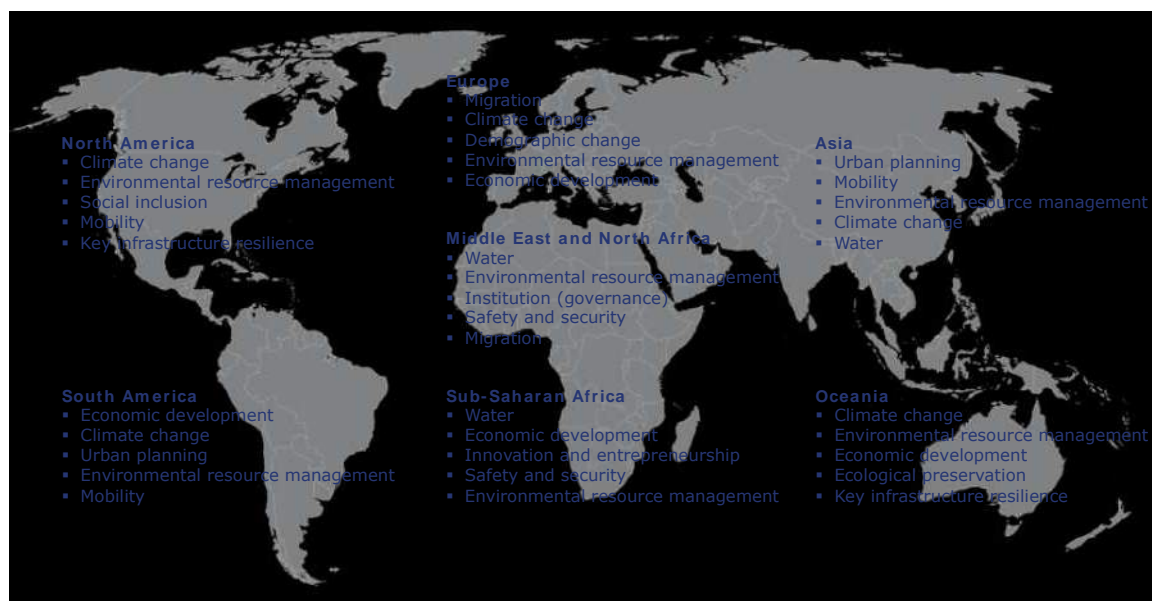 Europe
▪ Migration
▪ Climate change
▪ Demographic change
▪ Environmental resource management
▪ Economic development
North America
▪ Climate change
▪ Environmental resource management
▪ Social inclusion
▪ Mobility
▪ Key infrastructure resilience
Asia
▪ Urban planning
▪ Mobility
▪ Environmental resource management
▪ Climate change
▪ Water
Middle East and North Africa
▪ Water
▪ Environmental resource management
▪ Institution (governance)
▪ Safety and security
▪ Migration
South America
▪ Economic development
▪ Climate change
▪ Urban planning
▪ Environmental resource management
▪ Mobility
Sub-Saharan Africa
▪ Water
▪ Economic development
▪ Innovation and entrepreneurship
▪ Safety and security
▪ Environmental resource management
Oceania
▪ Climate change
▪ Environmental resource management
▪ Economic development
▪ Ecological preservation
▪ Key infrastructure resilience